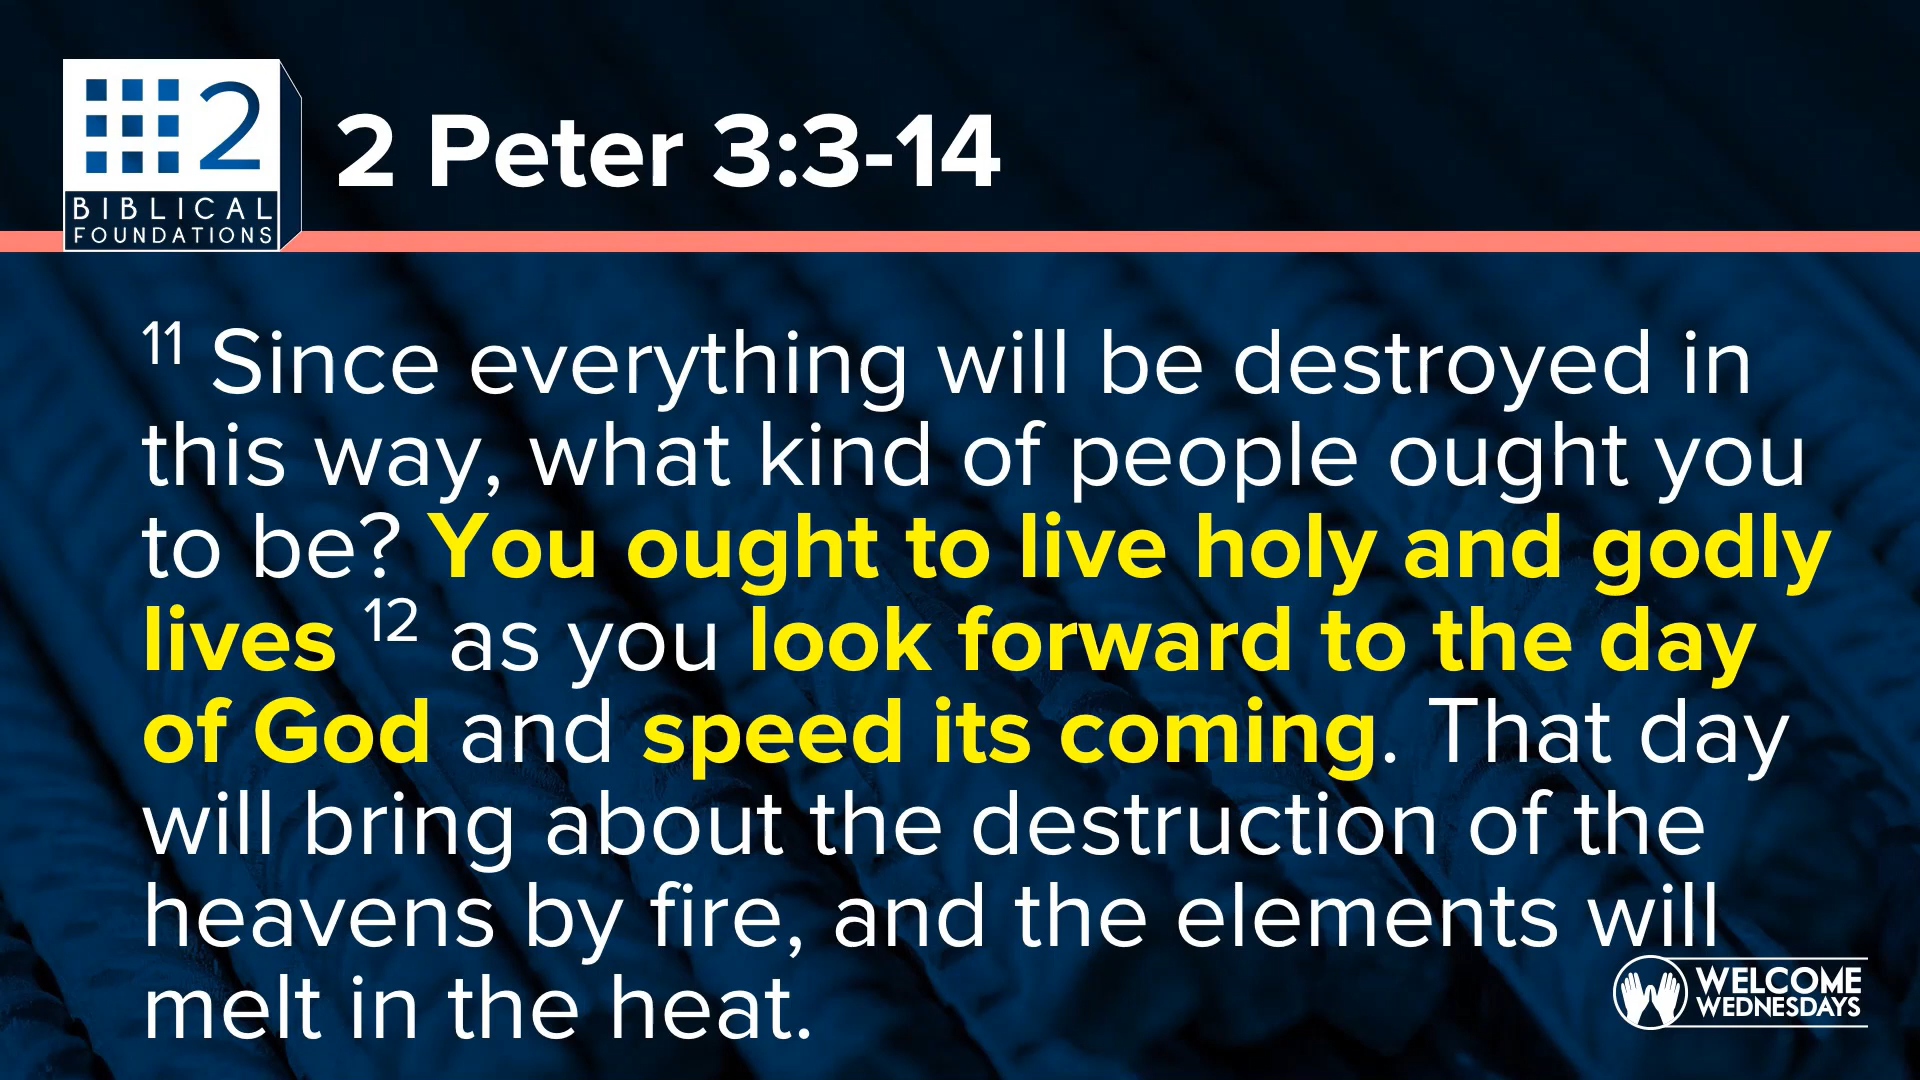 2
BIBLICAL
FOUNDATIONS
2 Peter 3:3-14
11 Since everything will be destroyed in
this way, what kind of people ought you
to be? You ought to live holy and godly
lives 12 as you look forward to the day
of God and speed its coming. That day
will bring about the destruction of the
heavens by fire, and the elements will
melt in the heat.
WELCOME
WEDNESDAYS